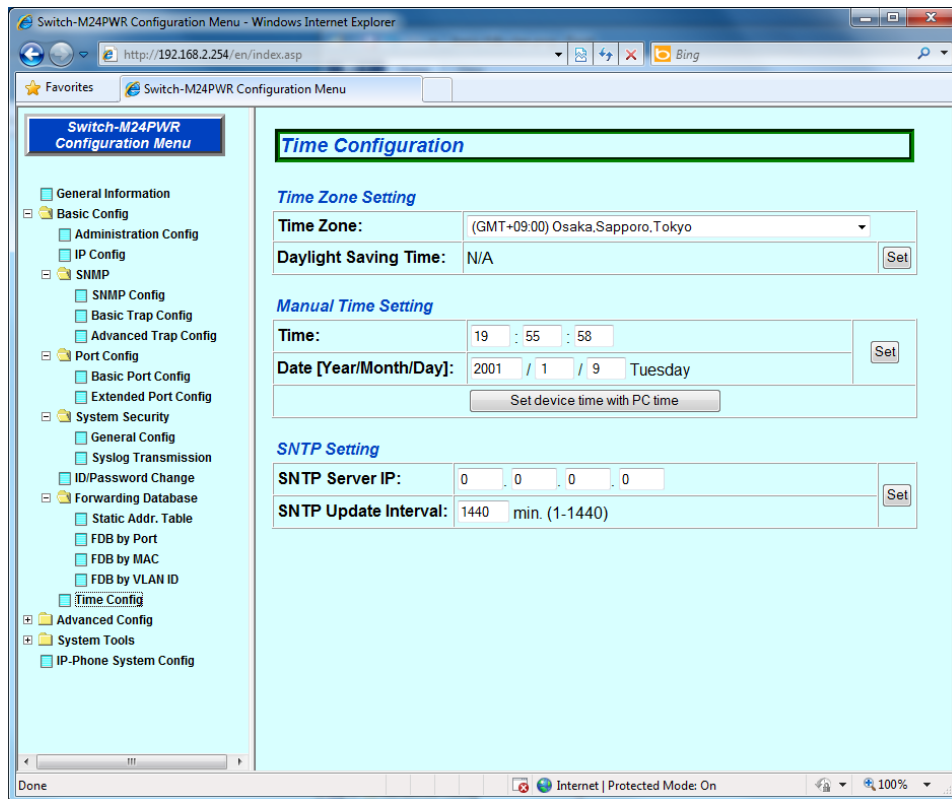 Switch-M24PWR Configuration Menu - Windows Internet Explorer
http://192.168.2.254/en/index.asp
Bing
Favorites
Switch-M24PWR Configuration Menu
Switch-M24PWR
Configuration Menu
General Information
Basic Config
Administration Config
IP Config
SNMP
SNMP Config
Basic Trap Config
Advanced Trap Config
Port Config
Basic Port Config
Extended Port Config
System Security
General Config
Syslog Transmission
ID/Password Change
Forwarding Database
Static Addr. Table
FDB by Port
FDB by MAC
FDB by VLAN ID
Time Config
Advanced Config
System Tools
IP-Phone System Config
Time Configuration
Time Zone Setting
Time Zone: (GMT+09:00) Osaka,Sapporo,Tokyo
Daylight Saving Time: N/A Set
Manual Time Setting
Time: 19 : 55 : 58
Set
Date [Year/Month/Day]: 2001 / 1 / 9 Tuesday
Set device time with PC time
SNTP Setting
SNTP Server IP: 0 . 0 . 0 . 0
Set
SNTP Update Interval: 1440 min. (1-1440)
Done
Internet | Protected Mode: On
100%